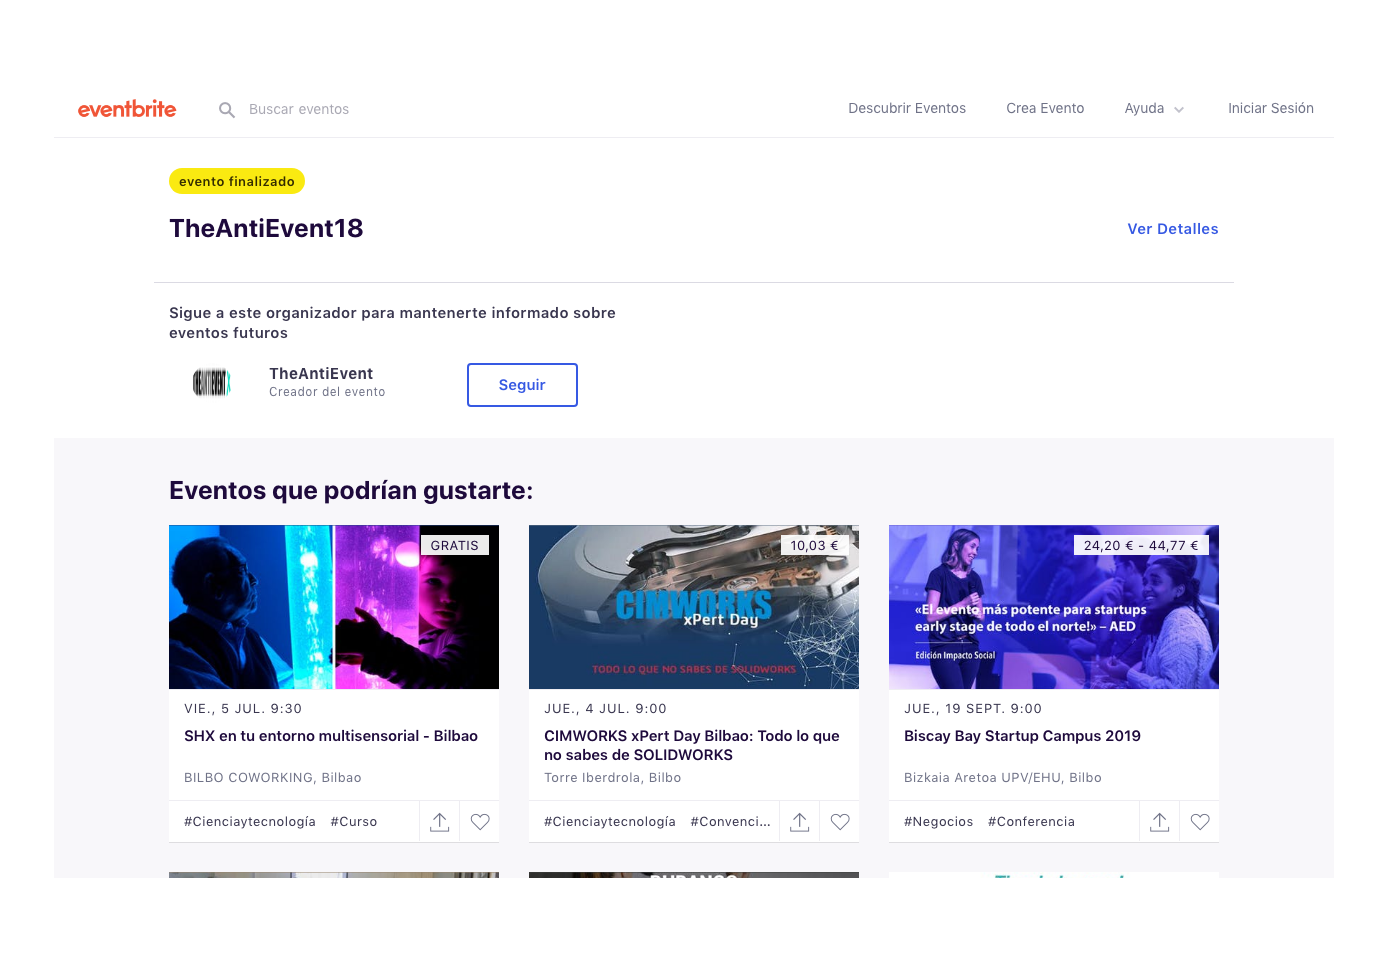 eventbrite
Buscar eventos
Descubrir Eventos
Crea Evento
Ayuda
Iniciar Sesión
evento finalizado
TheAntiEvent18
Ver Detalles
Sigue a este organizador para mantenerte informado sobre
eventos futuros
THEANTIEVENT
TheAntiEvent
Creador del evento
Seguir
Eventos que podrían gustarte:
GRATIS
VIE., 5 JUL. 9:30
SHX en tu entorno multisensorial - Bilbao
BILBO COWORKING, Bilbao
#Cienciaytecnología #Curso
10,03 €
CIMWORKS
xPert Day
TODO LO QUE NO SABES DE SOLIDWORKS
JUE., 4 JUL. 9:00
CIMWORKS xPert Day Bilbao: Todo lo que
no sabes de SOLIDWORKS
Torre Iberdrola, Bilbo
#Cienciaytecnología #Convenci...
24,20 € - 44,77 €
«El evento más potente para startups
early stage de todo el norte!» – AED
Edición Impacto Social
JUE., 19 SEPT. 9:00
Biscay Bay Startup Campus 2019
Bizkaia Aretoa UPV/EHU, Bilbo
#Negocios #Conferencia
DURANGO